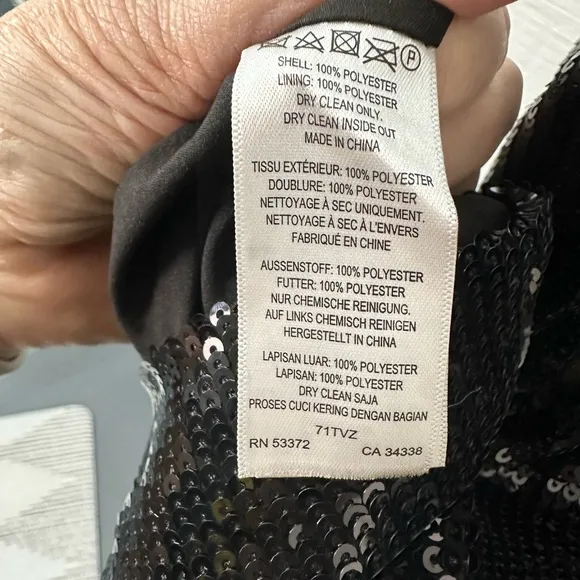 P
SHELL: 100% POLYESTER
LINING: 100% POLYESTER
DRY CLEAN ONLY.
DRY CLEAN INSIDE OUT
MADE IN CHINA
TISSU EXTÉRIEUR: 100% POLYESTER
DOUBLURE: 100% POLYESTER
NETTOYAGE À SEC UNIQUEMENT.
NETTOYAGE À SEC À L'ENVERS
FABRIQUÉ EN CHINE
AUSSENSTOFF: 100% POLYESTER
FUTTER: 100% POLYESTER
NUR CHEMISCHE REINIGUNG.
AUF LINKS CHEMISCH REINIGEN
HERGESTELLT IN CHINA
LAPISAN LUAR: 100% POLYESTER
LAPISAN: 100% POLYESTER
DRY CLEAN SAJA
PROSES CUCI KERING DENGAN BAGIAN
71TVZ
RN 53372 CA 34338